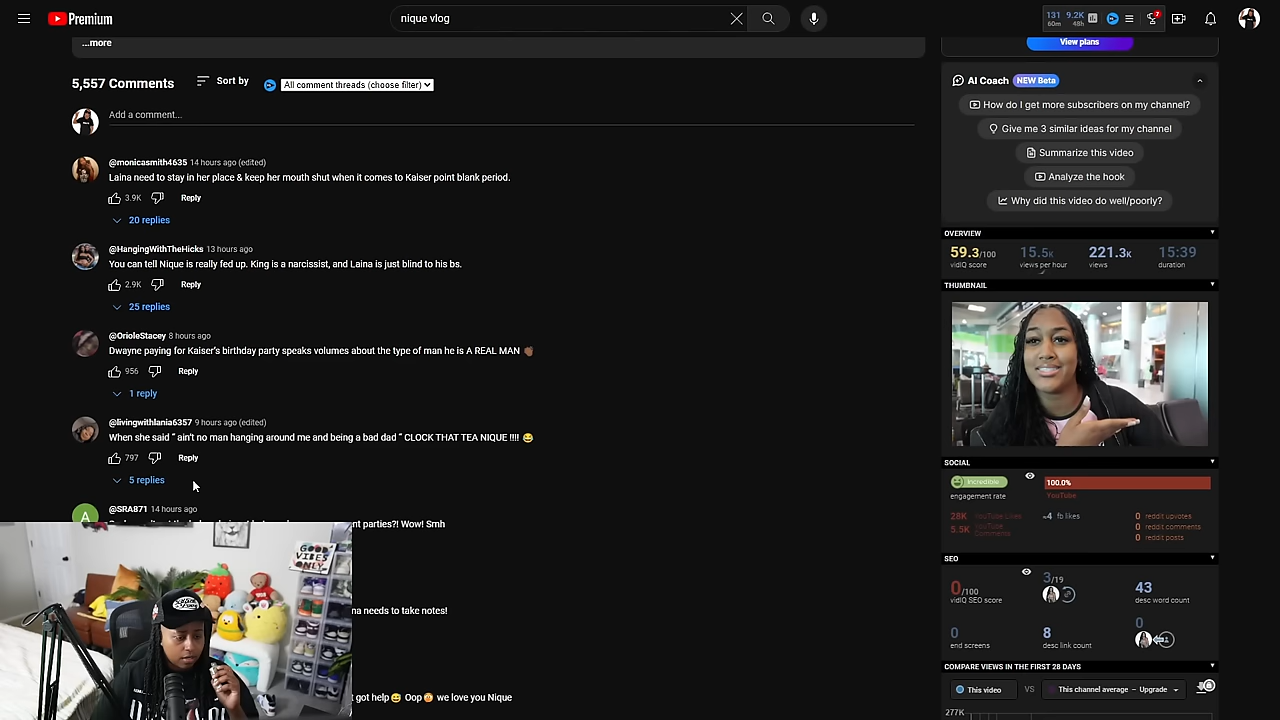 Premium
nique vlog
131
60m
9.2K
48h
7
...more
View plans
5,557 Comments
Sort by
All comment threads (choose filter)
Add a comment...
@monicasmith4635 14 hours ago (edited)
Laina need to stay in her place & keep her mouth shut when it comes to Kaiser point blank period.
3.9K
Reply
20 replies
@HangingWithTheHicks 13 hours ago
You can tell Nique is really fed up. King is a narcissist, and Laina is just blind to his bs.
2.9K
Reply
25 replies
@OrioleStacey 8 hours ago
Dwayne paying for Kaiser's birthday party speaks volumes about the type of man he is A REAL MAN
956
Reply
1 reply
@livingwithlania6357 9 hours ago (edited)
When she said " ain't no man hanging around me and being a bad dad " CLOCK THAT TEA NIQUE !!!! 😂
797
Reply
5 replies
A
@SRA871 14 hours ago
nt parties?! Wow! Smh
na needs to take notes!
got help😅 Oop we love you Nique
GOOD
VIBES
ONLY
AI Coach NEW Beta
How do I get more subscribers on my channel?
Give me 3 similar ideas for my channel
Summarize this video
Analyze the hook
Why did this video do well/poorly?
OVERVIEW
59.3/100
vidIQ score
15.5K
views per hour
221.3K
views
15:39
duration
THUMBNAIL
SOCIAL
Incredible
engagement rate
100.0%
YouTube
28K YouTube Likes
5.5K YouTube Comments
4 fb likes
0 reddit upvotes
0 reddit comments
0 reddit posts
SEO
0/100
vidIQ SEO score
3/19
43
desc word count
0
end screens
8
desc link count
0
COMPARE VIEWS IN THE FIRST 28 DAYS
This video
VS
This channel average – Upgrade
277K